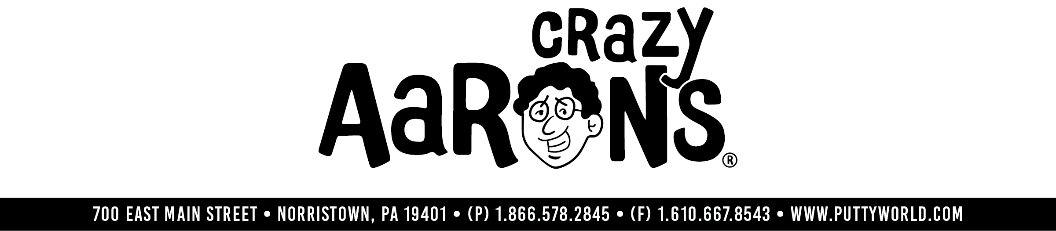 CRaZy
AaRONS®
700 EAST MAIN STREET • NORRISTOWN, PA 19401 • (P) 1.866.578.2845 • (F) 1.610.667.8543 • WWW.PUTTYWORLD.COM